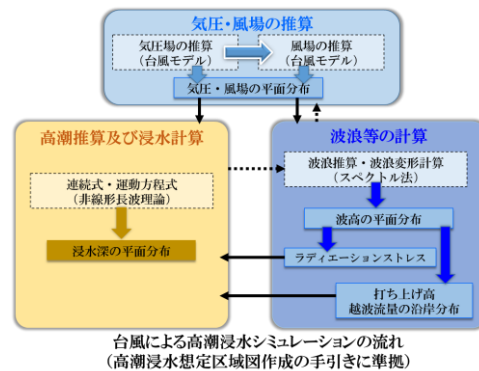 気圧・風場の推算
気圧場の推算
（台風モデル）
風場の推算
（台風モデル）
気圧・風場の平面分布
高潮推算及び浸水計算
連続式・運動方程式
（非線形長波理論）
浸水深の平面分布
波浪等の計算
波浪推算・波浪変形計算
（スペクトル法）
波高の平面分布
ラディエーションストレス
打ち上げ高
越波流量の沿岸分布
台風による高潮浸水シミュレーションの流れ
（高潮浸水想定区域図作成の手引きに準拠）